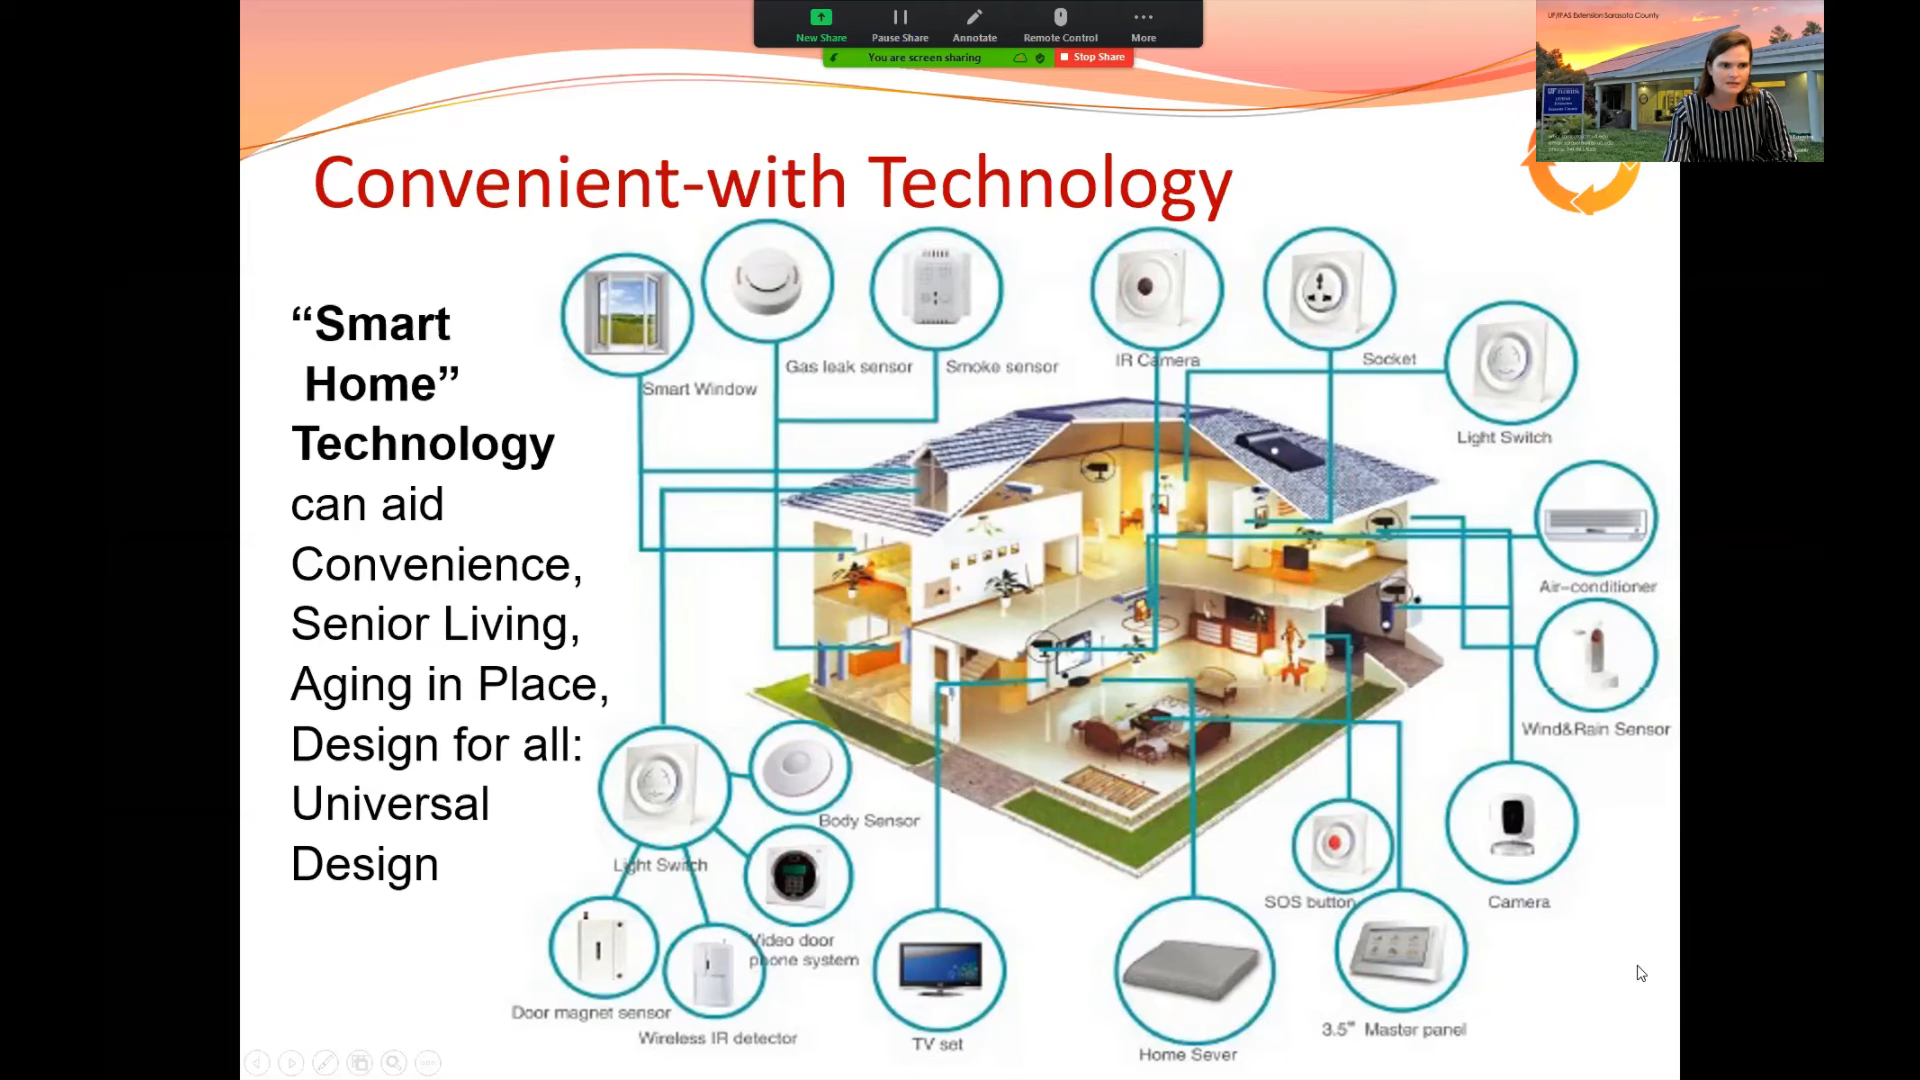 New Share
Pause Share
Annotate
Remote Control
More
You are screen sharing
Stop Share
UF/IFAS Extension Sarasota County
Convenient-with Technology
“Smart
Home”
Technology
can aid
Convenience,
Senior Living,
Aging in Place,
Design for all:
Universal
Design
Smart Window
Gas leak sensor
Smoke sensor
IR Camera
Socket
Light Switch
Air-conditioner
Wind&Rain Sensor
Camera
SOS button
3.5" Master panel
Home Sever
TV set
Body Sensor
Light Switch
Video door
phone system
Door magnet sensor
Wireless IR detector